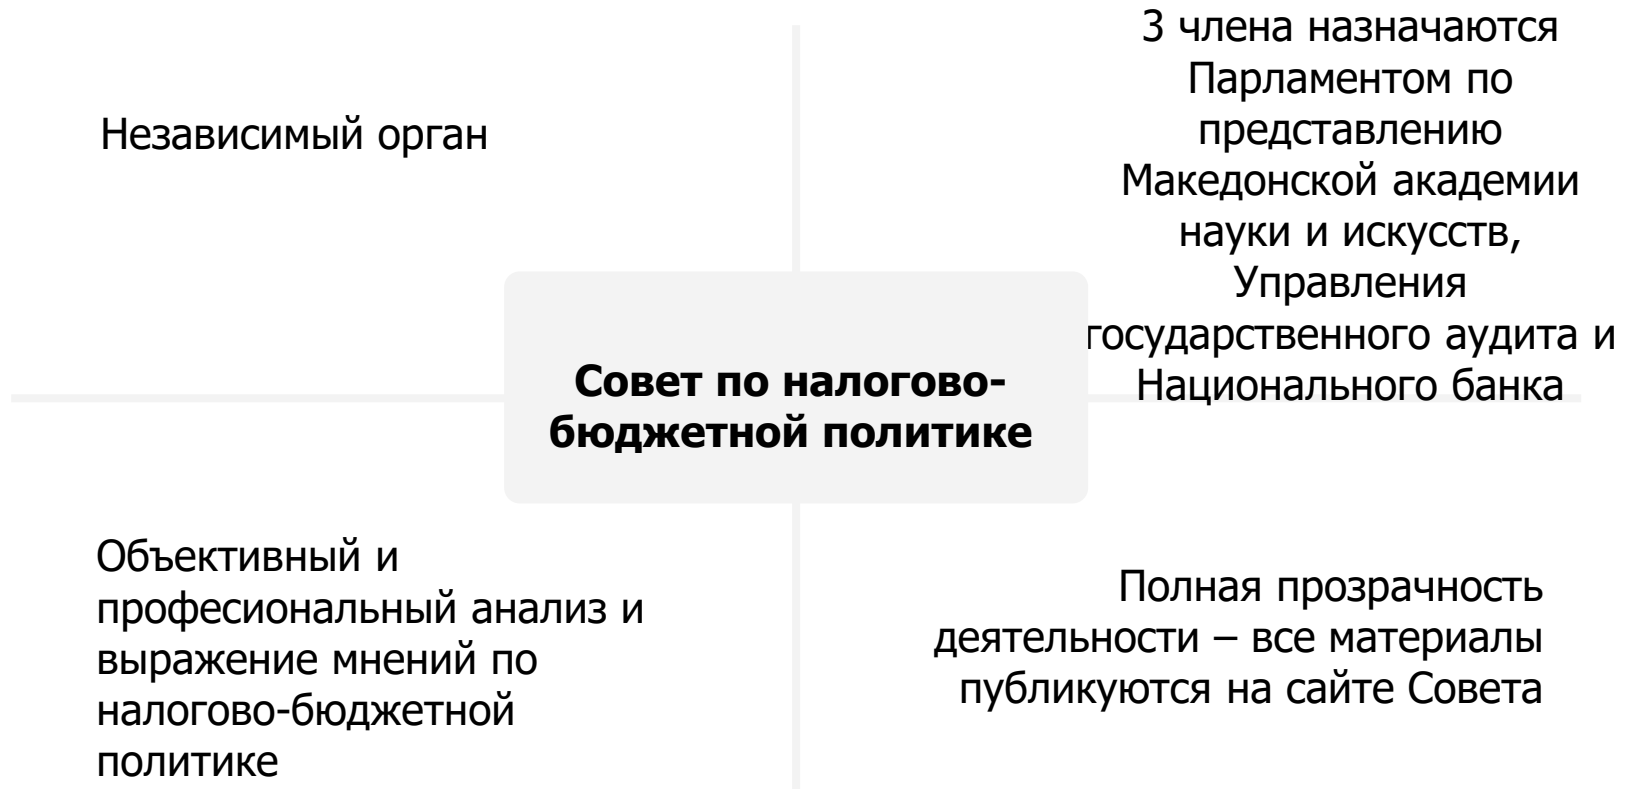 Независимый орган
3 члена назначаются
Парламентом по
представлению
Македонской академии
науки и искусств,
Управления
государственного аудита и
Национального банка
Совет по налогово-
бюджетной политике
Объективный и
професиональный анализ и
выражение мнений по
налогово-бюджетной
политике
Полная прозрачность
деятельности – все материалы
публикуются на сайте Совета